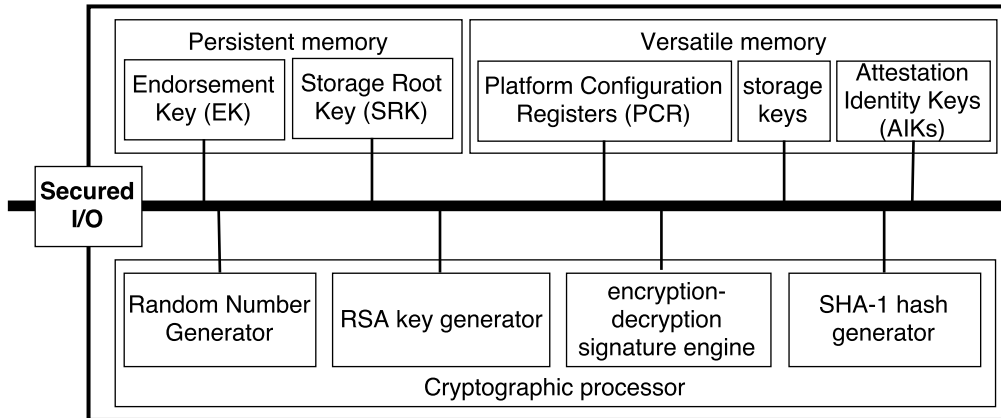 Persistent memory
Endorsement
Key (EK)
Storage Root
Key (SRK)
Versatile memory
Platform Configuration
Registers (PCR)
storage
keys
Attestation
Identity Keys
(AIKs)
Secured
I/O
Random Number
Generator
RSA key generator
encryption-
decryption
signature engine
SHA-1 hash
generator
Cryptographic processor